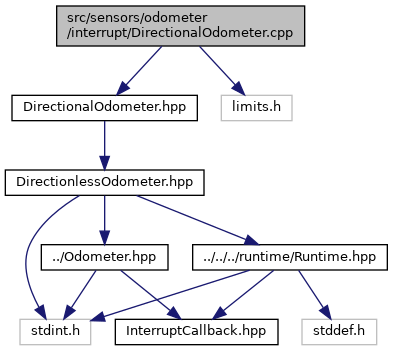 src/sensors/odometer
/interrupt/DirectionalOdometer.cpp
DirectionalOdometer.hpp
limits.h
DirectionlessOdometer.hpp
../Odometer.hpp
../../../runtime/Runtime.hpp
stdint.h
InterruptCallback.hpp
stddef.h